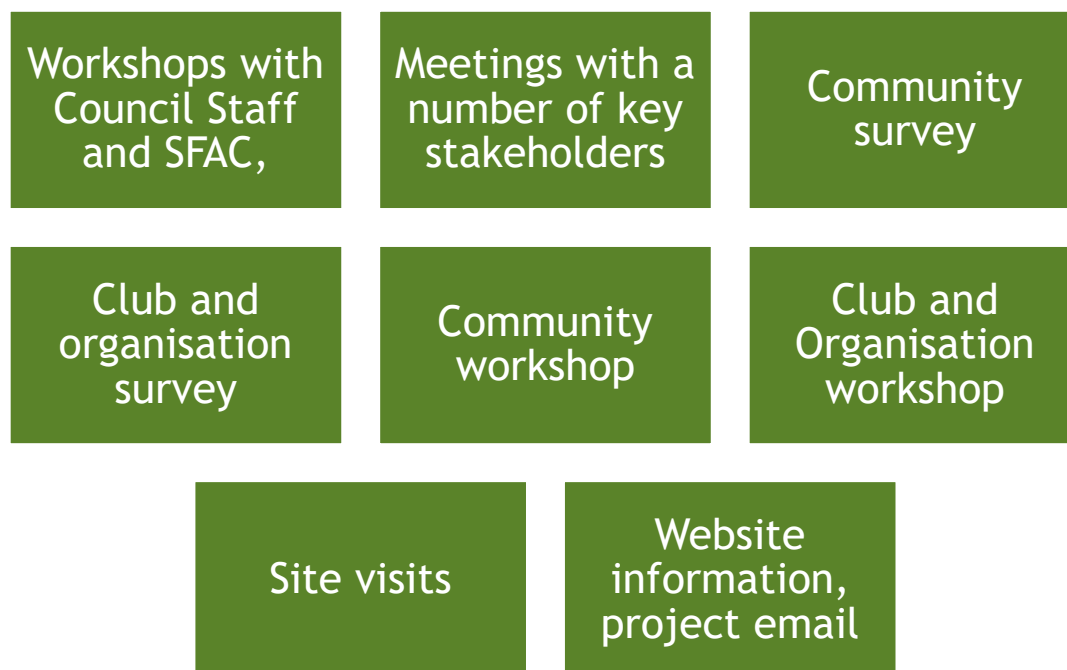 Workshops with
Council Staff
and SFAC,
Meetings with a
number of key
stakeholders
Community
survey
Club and
organisation
survey
Community
workshop
Club and
Organisation
workshop
Site visits
Website
information,
project email